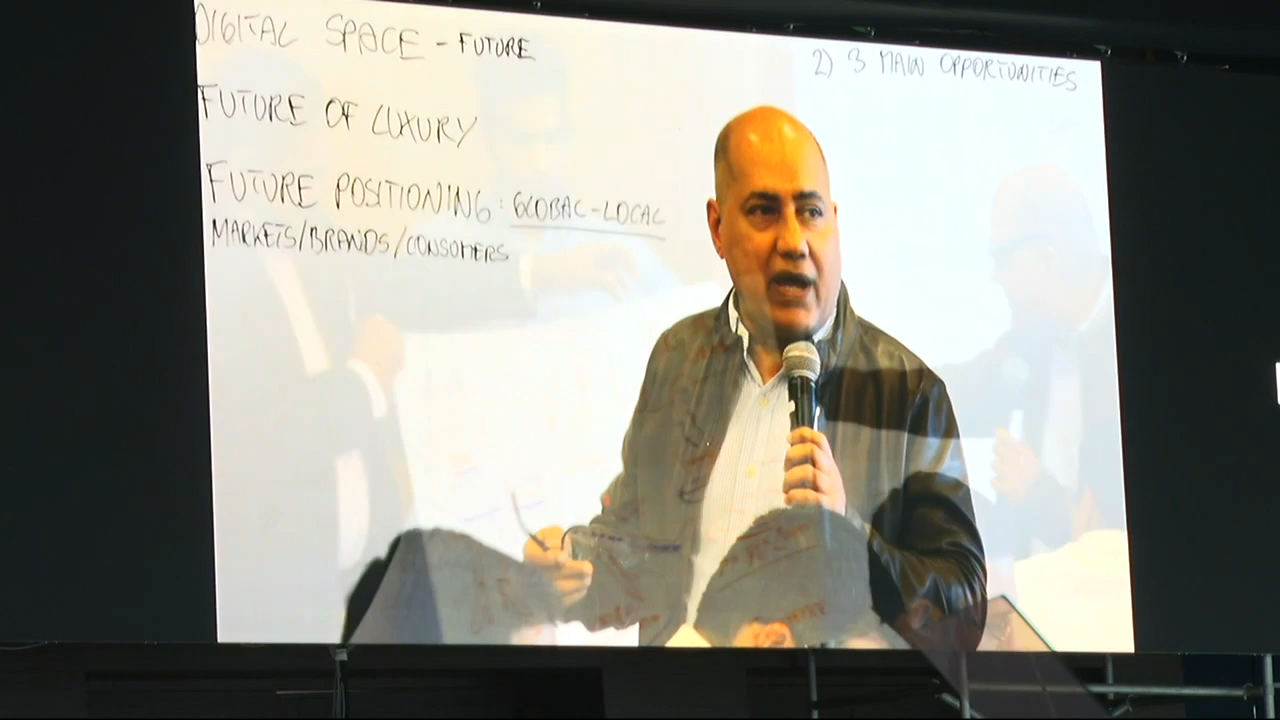 DIGITAL SPACE - FUTURE
2) 3 MAIN OPPORTUNITIES
FUTURE OF LUXURY
FUTURE POSITIONING: GLOBAL-LOCAL
MARKETS/BRANDS/CONSUMERS